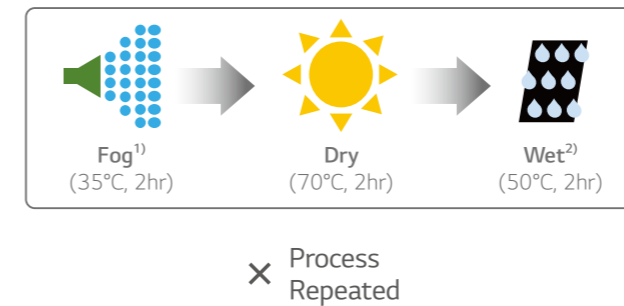 Fog1) Dry Wet2)
(35°C, 2hr) (70°C, 2hr) (50°C, 2hr)
× Process
Repeated